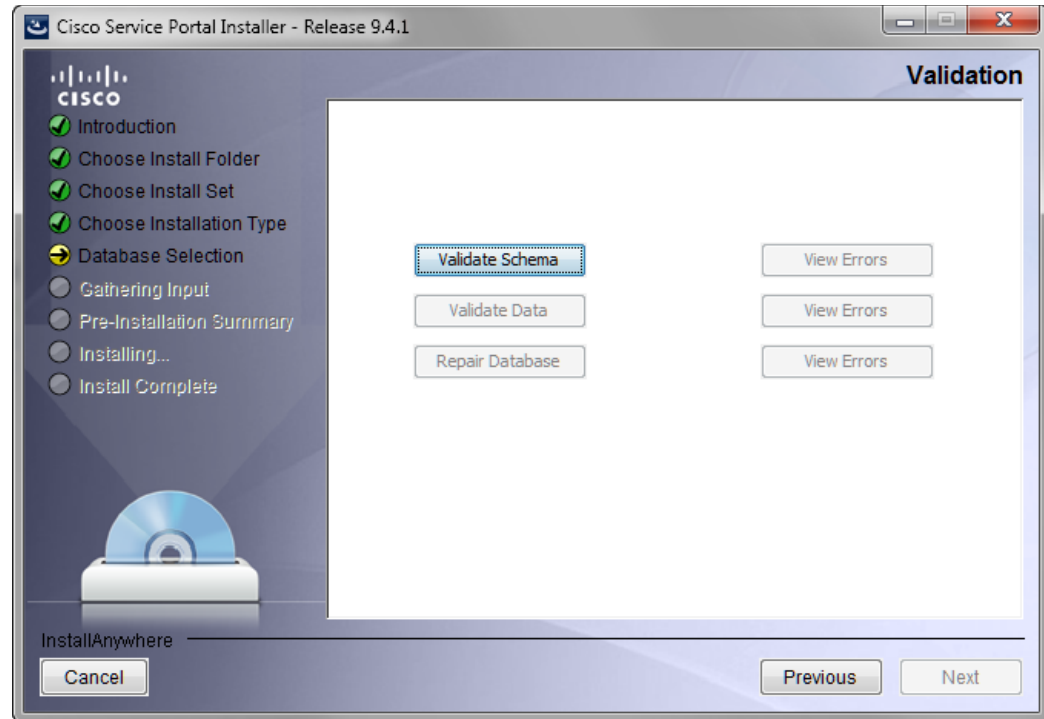 Cisco Service Portal Installer - Release 9.4.1
CISCO
Validation
Introduction
Choose Install Folder
Choose Install Set
Choose Installation Type
Database Selection
Gathering Input
Pre-Installation Summary
Installing...
Install Complete
Validate Schema
View Errors
Validate Data
View Errors
Repair Database
View Errors
InstallAnywhere
Cancel
Previous
Next